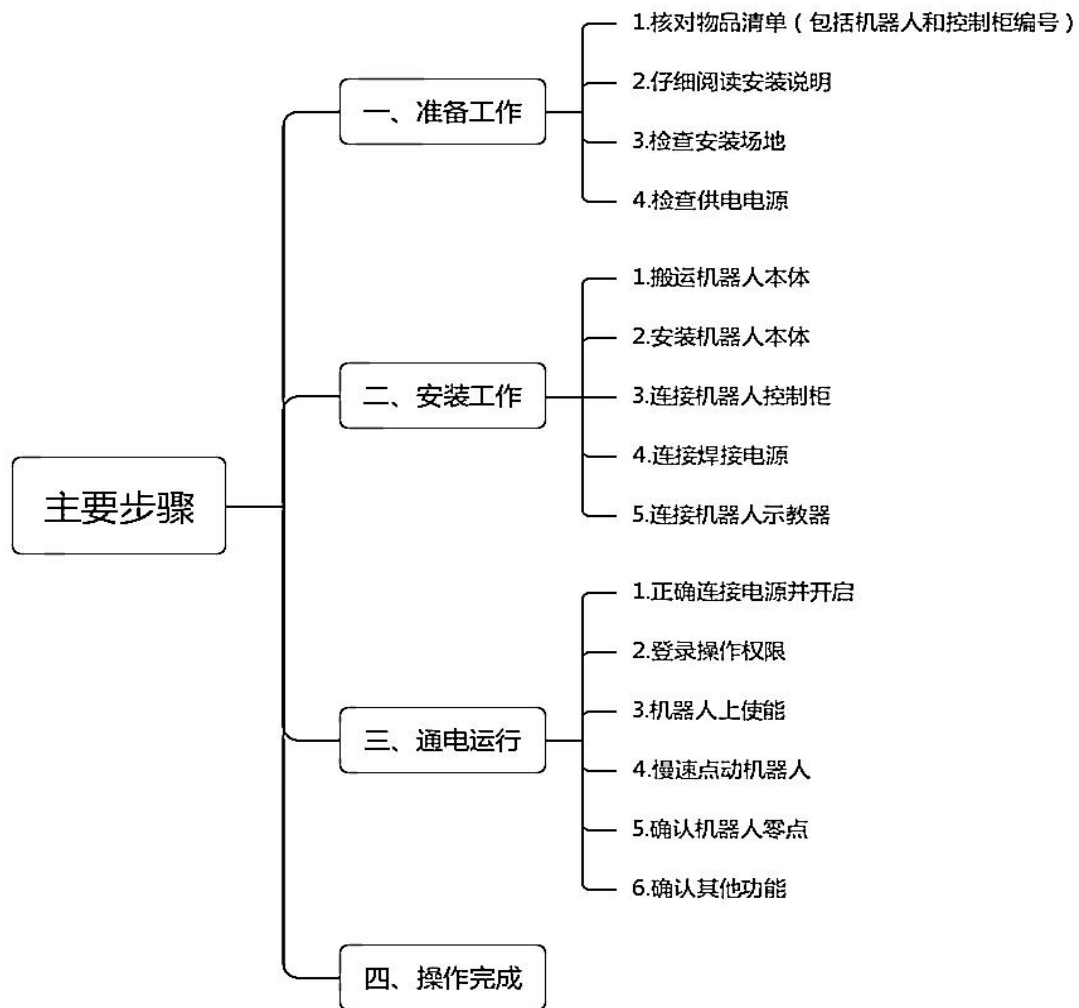 主要步骤
一、准备工作
1.核对物品清单（包括机器人和控制柜编号）
2.仔细阅读安装说明
3.检查安装场地
4.检查供电电源
二、安装工作
1.搬运机器人本体
2.安装机器人本体
3.连接机器人控制柜
4.连接焊接电源
5.连接机器人示教器
三、通电运行
1.正确连接电源并开启
2.登录操作权限
3.机器人上使能
4.慢速点动机器人
5.确认机器人零点
6.确认其他功能
四、操作完成